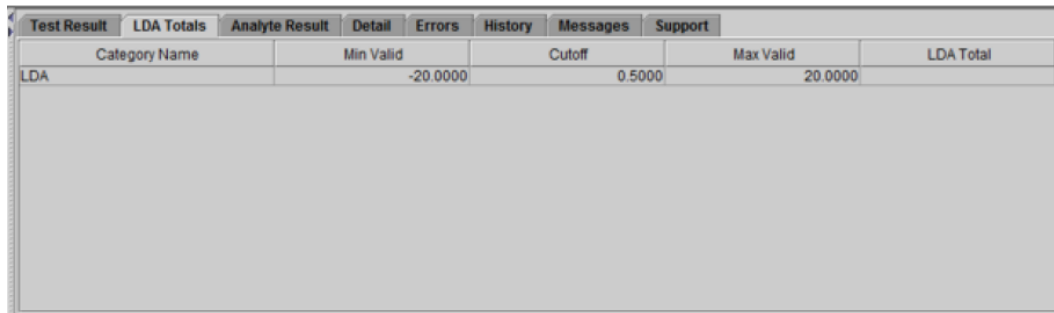 Test Result LDA Totals Analyte Result Detail Errors History Messages Support
Category Name Min Valid Cutoff Max Valid LDA Total
LDA -20.0000 0.5000 20.0000